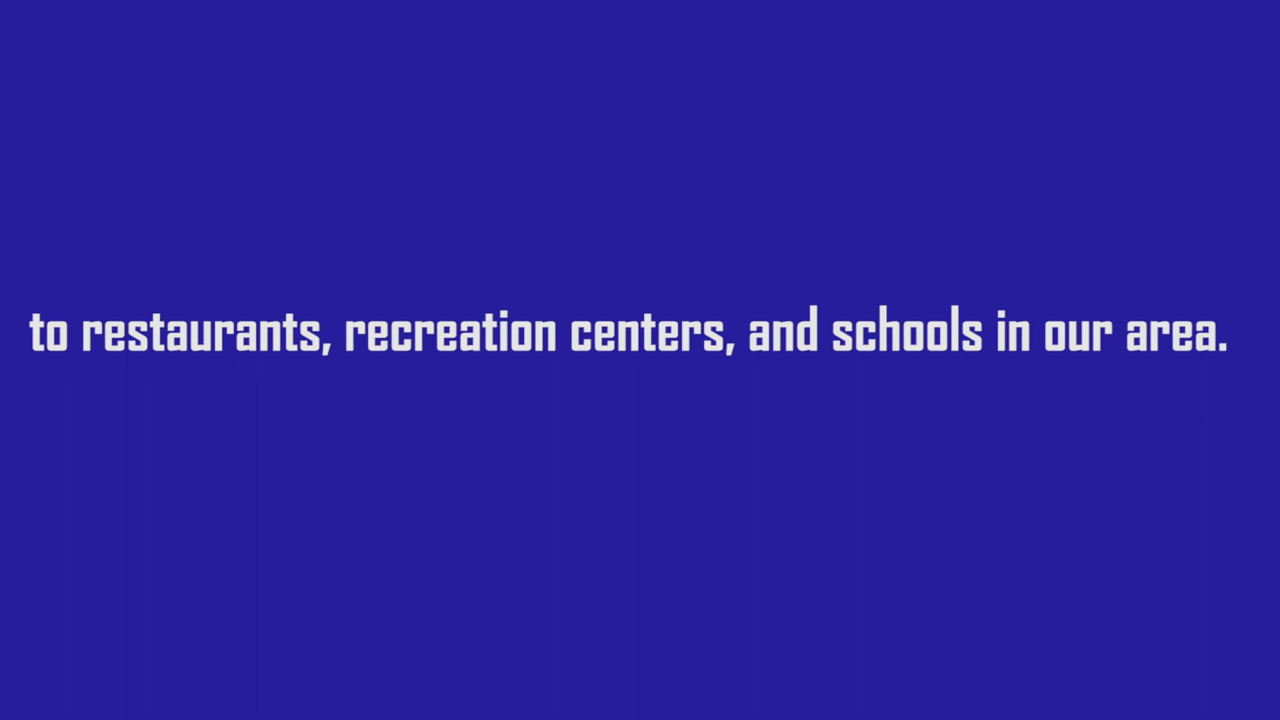 to restaurants, recreation centers, and schools in our area.